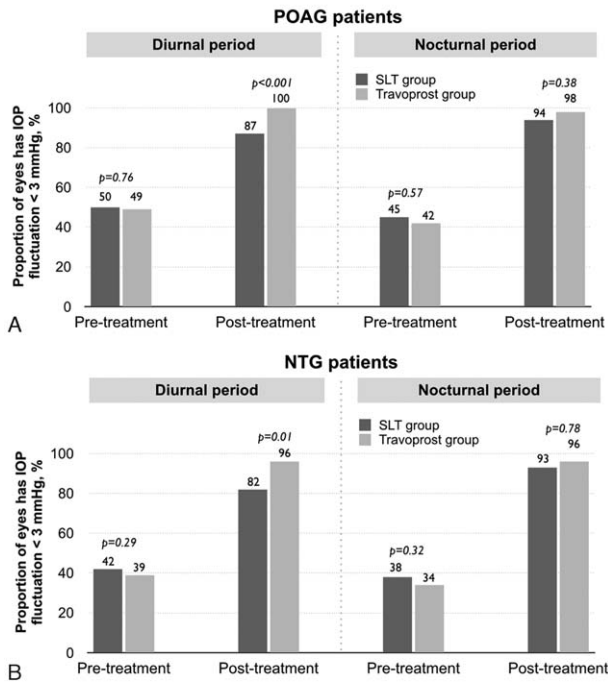 POAG patients
Diurnal period
Nocturnal period
Proportion of eyes has IOP
fluctuation < 3 mmHg, %
100
80
60
40
20
0
p=0.76
50
49
p<0.001
87
100
SLT group
Travoprost group
p=0.57
45
42
p=0.38
94
98
Pre-treatment
Post-treatment
Pre-treatment
Post-treatment
A
NTG patients
Diurnal period
Nocturnal period
Proportion of eyes has IOP
fluctuation < 3 mmHg, %
100
80
60
40
20
0
p=0.29
42
39
p=0.01
82
96
SLT group
Travoprost group
p=0.32
38
34
p=0.78
93
96
Pre-treatment
Post-treatment
Pre-treatment
Post-treatment
B